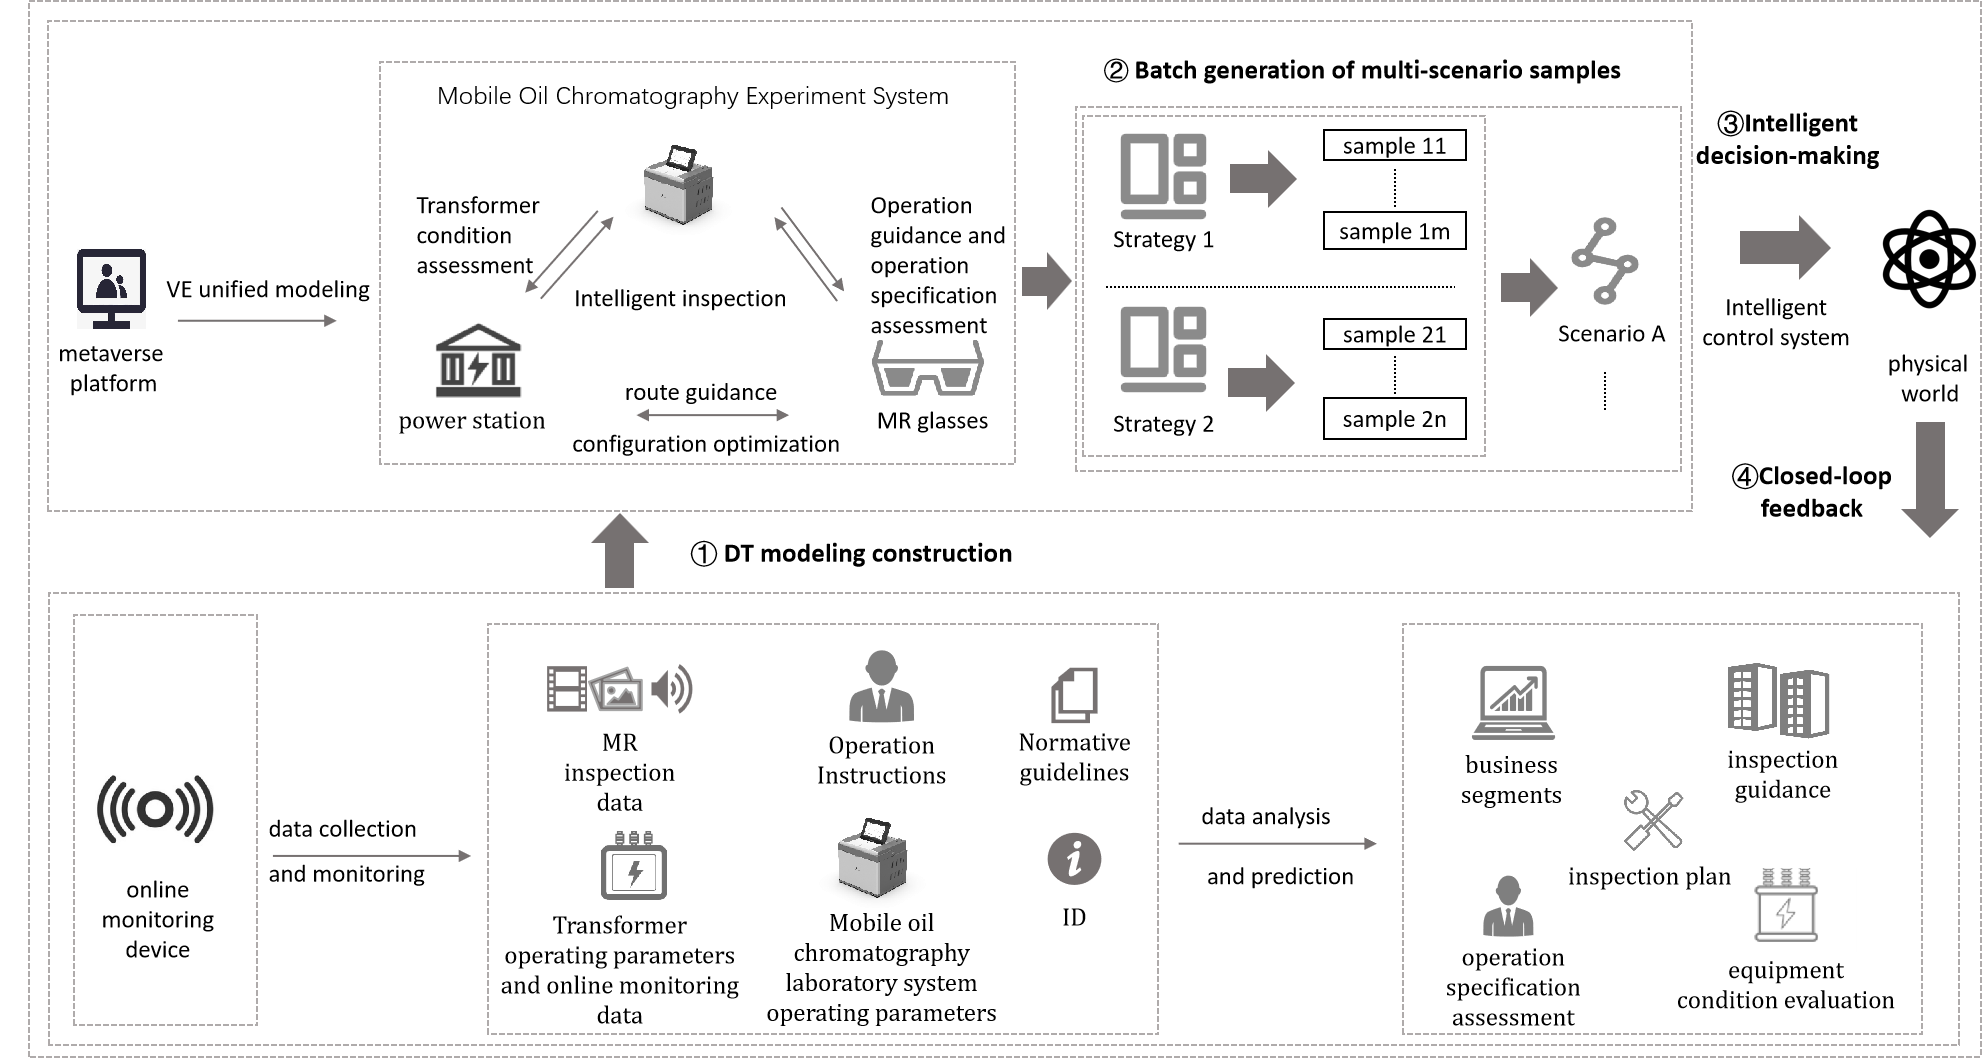 ② Batch generation of multi-scenario samples
Mobile Oil Chromatography Experiment System
③Intelligent
decision-making
sample 11
sample 1m
Strategy 1
Transformer
condition
assessment
Operation
guidance and
operation
specification
assessment
VE unified modeling
Intelligent inspection
metaverse
platform
power station
route guidance
configuration optimization
MR glasses
sample 21
sample 2n
Strategy 2
Scenario A
Intelligent
control system
physical
world
④Closed-loop
feedback
① DT modeling construction
online
monitoring
device
data collection
and monitoring
MR
inspection
data
Operation
Instructions
Normative
guidelines
Transformer
operating parameters
and online monitoring
data
Mobile oil
chromatography
laboratory system
operating parameters
ID
data analysis
and prediction
business
segments
inspection
guidance
inspection plan
operation
specification
assessment
equipment
condition evaluation